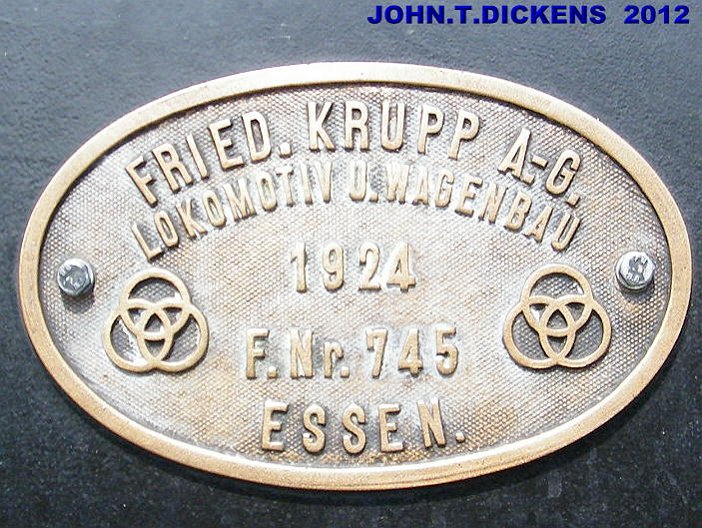 JOHN.T.DICKENS 2012
FRIED. KRUPP A.-G.
LOKOMOTIV U. WAGENBAU
1924
F.Nr. 745
ESSEN.